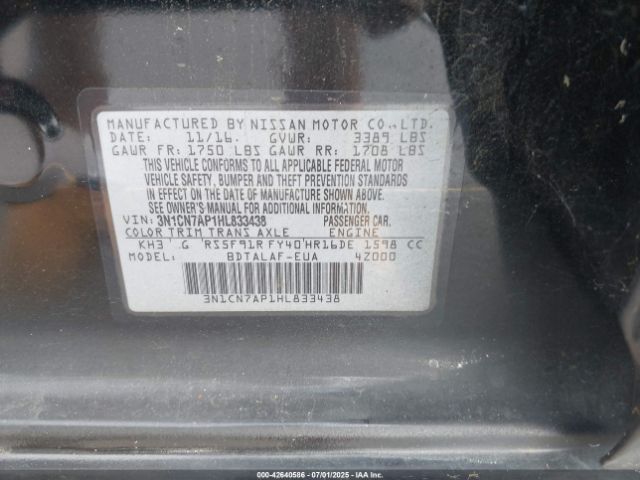 MANUFACTURED BY NISSAN MOTOR CO.,LTD.
DATE: 11/16. GVWR: 3389 LBS
GAWR FR: 1750 LBS GAWR RR: 1708 LBS
THIS VEHICLE CONFORMS TO ALL APPLICABLE FEDERAL MOTOR
VEHICLE SAFETY, BUMPER AND THEFT PREVENTION STANDARDS
IN EFFECT ON THE DATE OF MANUFACTURE SHOWN ABOVE.
SEE OWNER'S MANUAL FOR ADDITIONAL INFORMATION.
VIN: 3N1CN7AP1HL833438 PASSENGER CAR.
COLOR TRIM TRANS AXLE ENGINE
KH3 G RS5F91R FY40 HR16DE 1598 CC
MODEL: BDTALAF-EUA 4Z000
3N1CN7AP1HL833438
000-42640586 | 07/01/2025 | IAAI.COM